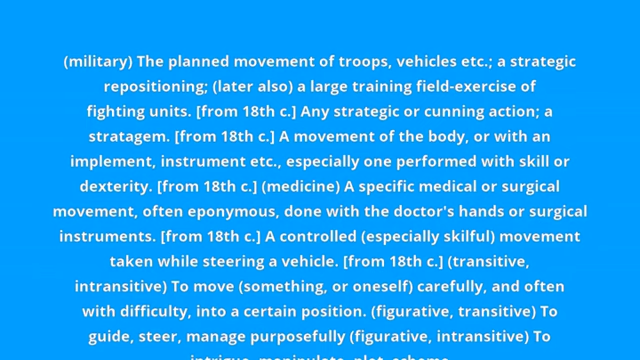 (military) The planned movement of troops, vehicles etc.; a strategic
repositioning; (later also) a large training field-exercise of
fighting units. [from 18th c.] Any strategic or cunning action; a
stratagem. [from 18th c.] A movement of the body, or with an
implement, instrument etc., especially one performed with skill or
dexterity. [from 18th c.] (medicine) A specific medical or surgical
movement, often eponymous, done with the doctor's hands or surgical
instruments. [from 18th c.] A controlled (especially skilful) movement
taken while steering a vehicle. [from 18th c.] (transitive,
intransitive) To move (something, or oneself) carefully, and often
with difficulty, into a certain position. (figurative, transitive) To
guide, steer, manage purposefully (figurative, intransitive) To
intrigue, manipulate, plot, scheme